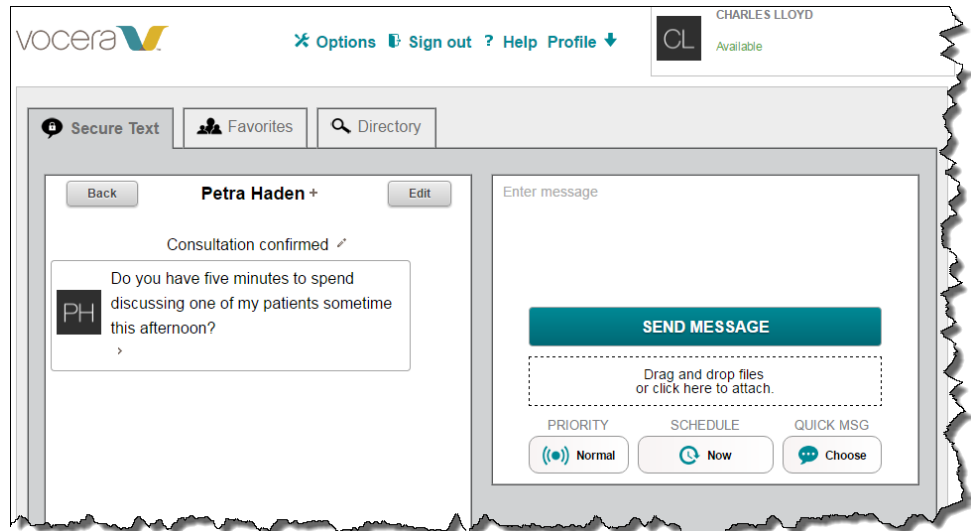 CHARLES LLOYD
vocera
Options Sign out ? Help Profile
CL
Available
Secure Text
Favorites
Directory
Back
Petra Haden +
Edit
Consultation confirmed
PH
Do you have five minutes to spend
discussing one of my patients sometime
this afternoon?
>
Enter message
SEND MESSAGE
Drag and drop files
or click here to attach.
PRIORITY
SCHEDULE
QUICK MSG
Normal
Now
Choose